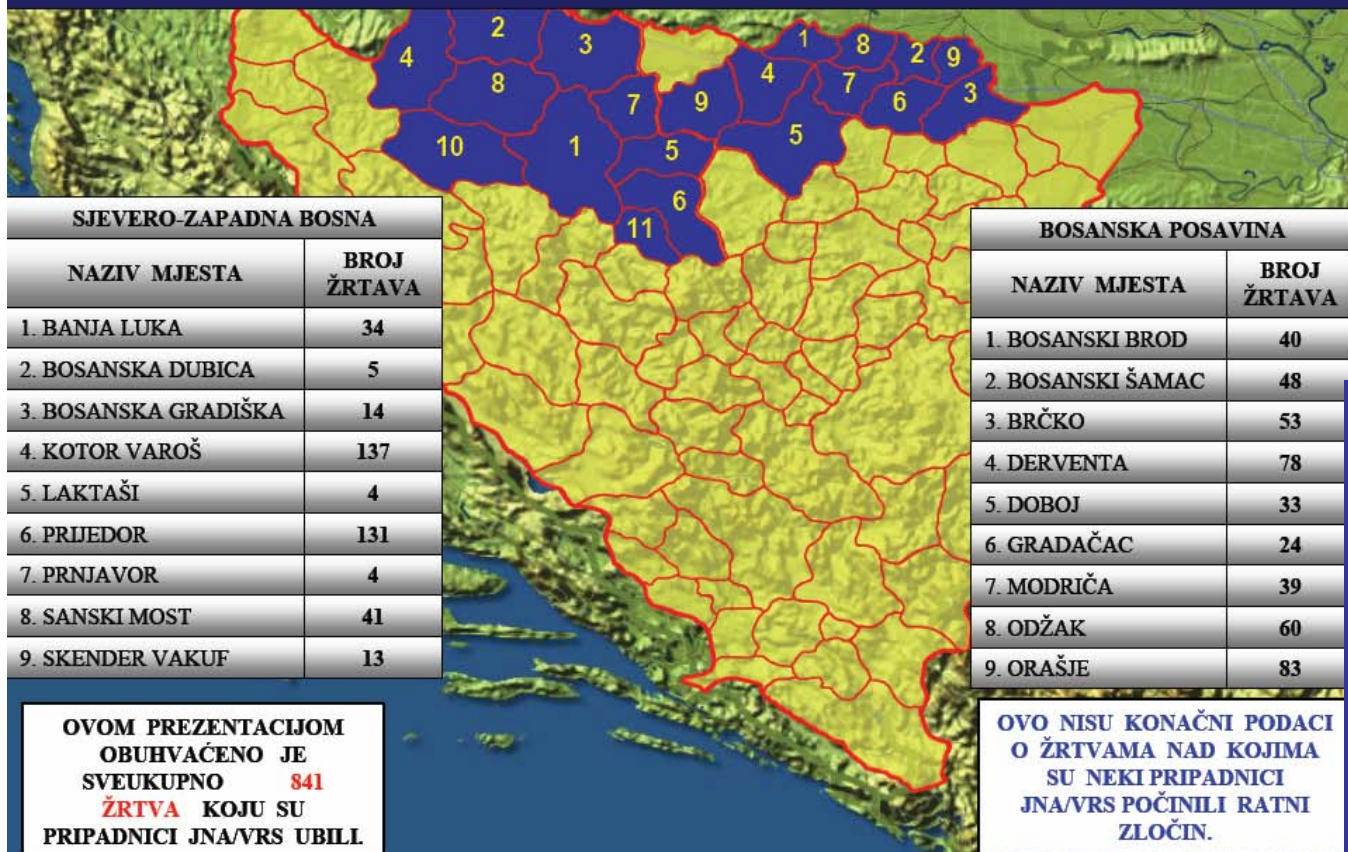 2
3
4
8
7
10
1
5
6
11
9
1
8
2
9
4
7
6
3
5
SJEVERO-ZAPADNA BOSNA
NAZIV MJESTA BROJ ŽRTAVA
1. BANJA LUKA 34
2. BOSANSKA DUBICA 5
3. BOSANSKA GRADIŠKA 14
4. KOTOR VAROŠ 137
5. LAKTAŠI 4
6. PRIJEDOR 131
7. PRNJAVOR 4
8. SANSKI MOST 41
9. SKENDER VAKUF 13
OVOM PREZENTACIJOM
OBUHVAĆENO JE
SVEUKUPNO 841
ŽRTVA KOJU SU
PRIPADNICI JNA/VRS UBILI.
BOSANSKA POSAVINA
NAZIV MJESTA BROJ ŽRTAVA
1. BOSANSKI BROD 40
2. BOSANSKI ŠAMAC 48
3. BRČKO 53
4. DERVENTA 78
5. DOBOJ 33
6. GRADAČAC 24
7. MODRIČA 39
8. ODŽAK 60
9. ORAŠJE 83
OVO NISU KONAČNI PODACI
O ŽRTVAMA NAD KOJIMA
SU NEKI PRIPADNICI
JNA/VRS POČINILI RATNI
ZLOČIN.